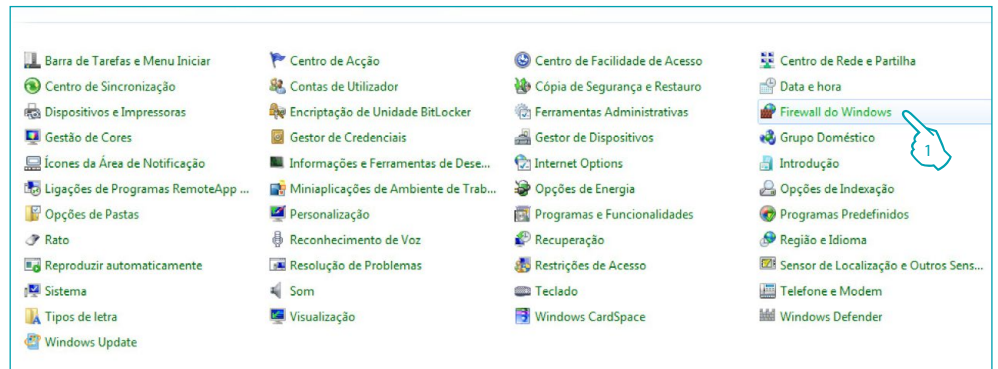 Barra de Tarefas e Menu Iniciar
Centro de Acção
Centro de Facilidade de Acesso
Centro de Rede e Partilha
Centro de Sincronização
Contas de Utilizador
Cópia de Segurança e Restauro
Data e hora
Dispositivos e Impressoras
Encriptação de Unidade BitLocker
Ferramentas Administrativas
Firewall do Windows
Gestão de Cores
Gestor de Credenciais
Gestor de Dispositivos
Grupo Doméstico
1
Ícones da Área de Notificação
Informações e Ferramentas de Dese...
Internet Options
Introdução
Ligações de Programas RemoteApp ...
Miniaplicações de Ambiente de Trab...
Opções de Energia
Opções de Indexação
Opções de Pastas
Personalização
Programas e Funcionalidades
Programas Predefinidos
Rato
Reconhecimento de Voz
Recuperação
Região e Idioma
Reproduzir automaticamente
Resolução de Problemas
Restrições de Acesso
Sensor de Localização e Outros Sens...
Sistema
Som
Teclado
Telefone e Modem
Tipos de letra
Visualização
Windows CardSpace
Windows Defender
Windows Update